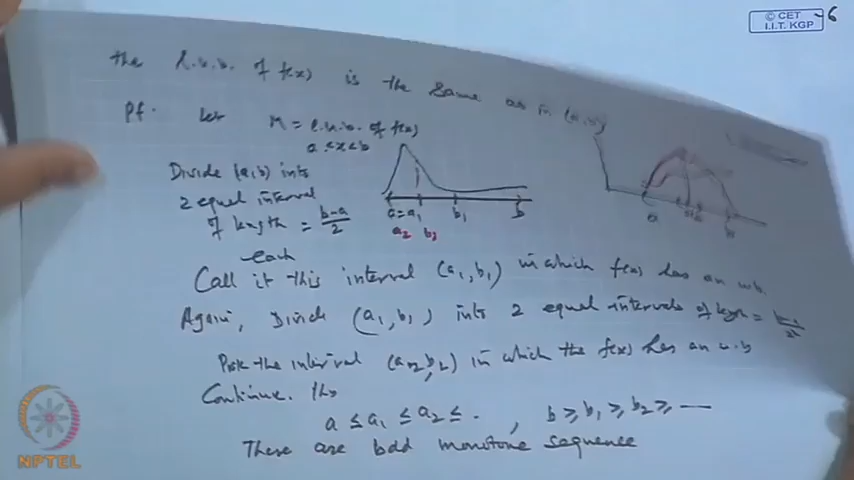 © CET
I.I.T. KGP
6
the l.u.b. of f(x) is the same as in (a,b)
Pf. Let M = l.u.b. of f(x)
a≤x≤b
Divide (a,b) into
2 equal interval
of length = b-a/2
each
a=a₁ b₁ b
a₂ b₂
a b
Call it this interval (a₁,b₁) in which f(x) has an u.b.
Again, Divide (a₁,b₁) into 2 equal intervals of length =
Pick the interval (a₂,b₂) in which the f(x) has an u.b
Continue. this
a ≤ a₁ ≤ a₂ ≤ . , b ≥ b₁ ≥ b₂ ≥ —
These are bdd monotone sequence
NPTEL